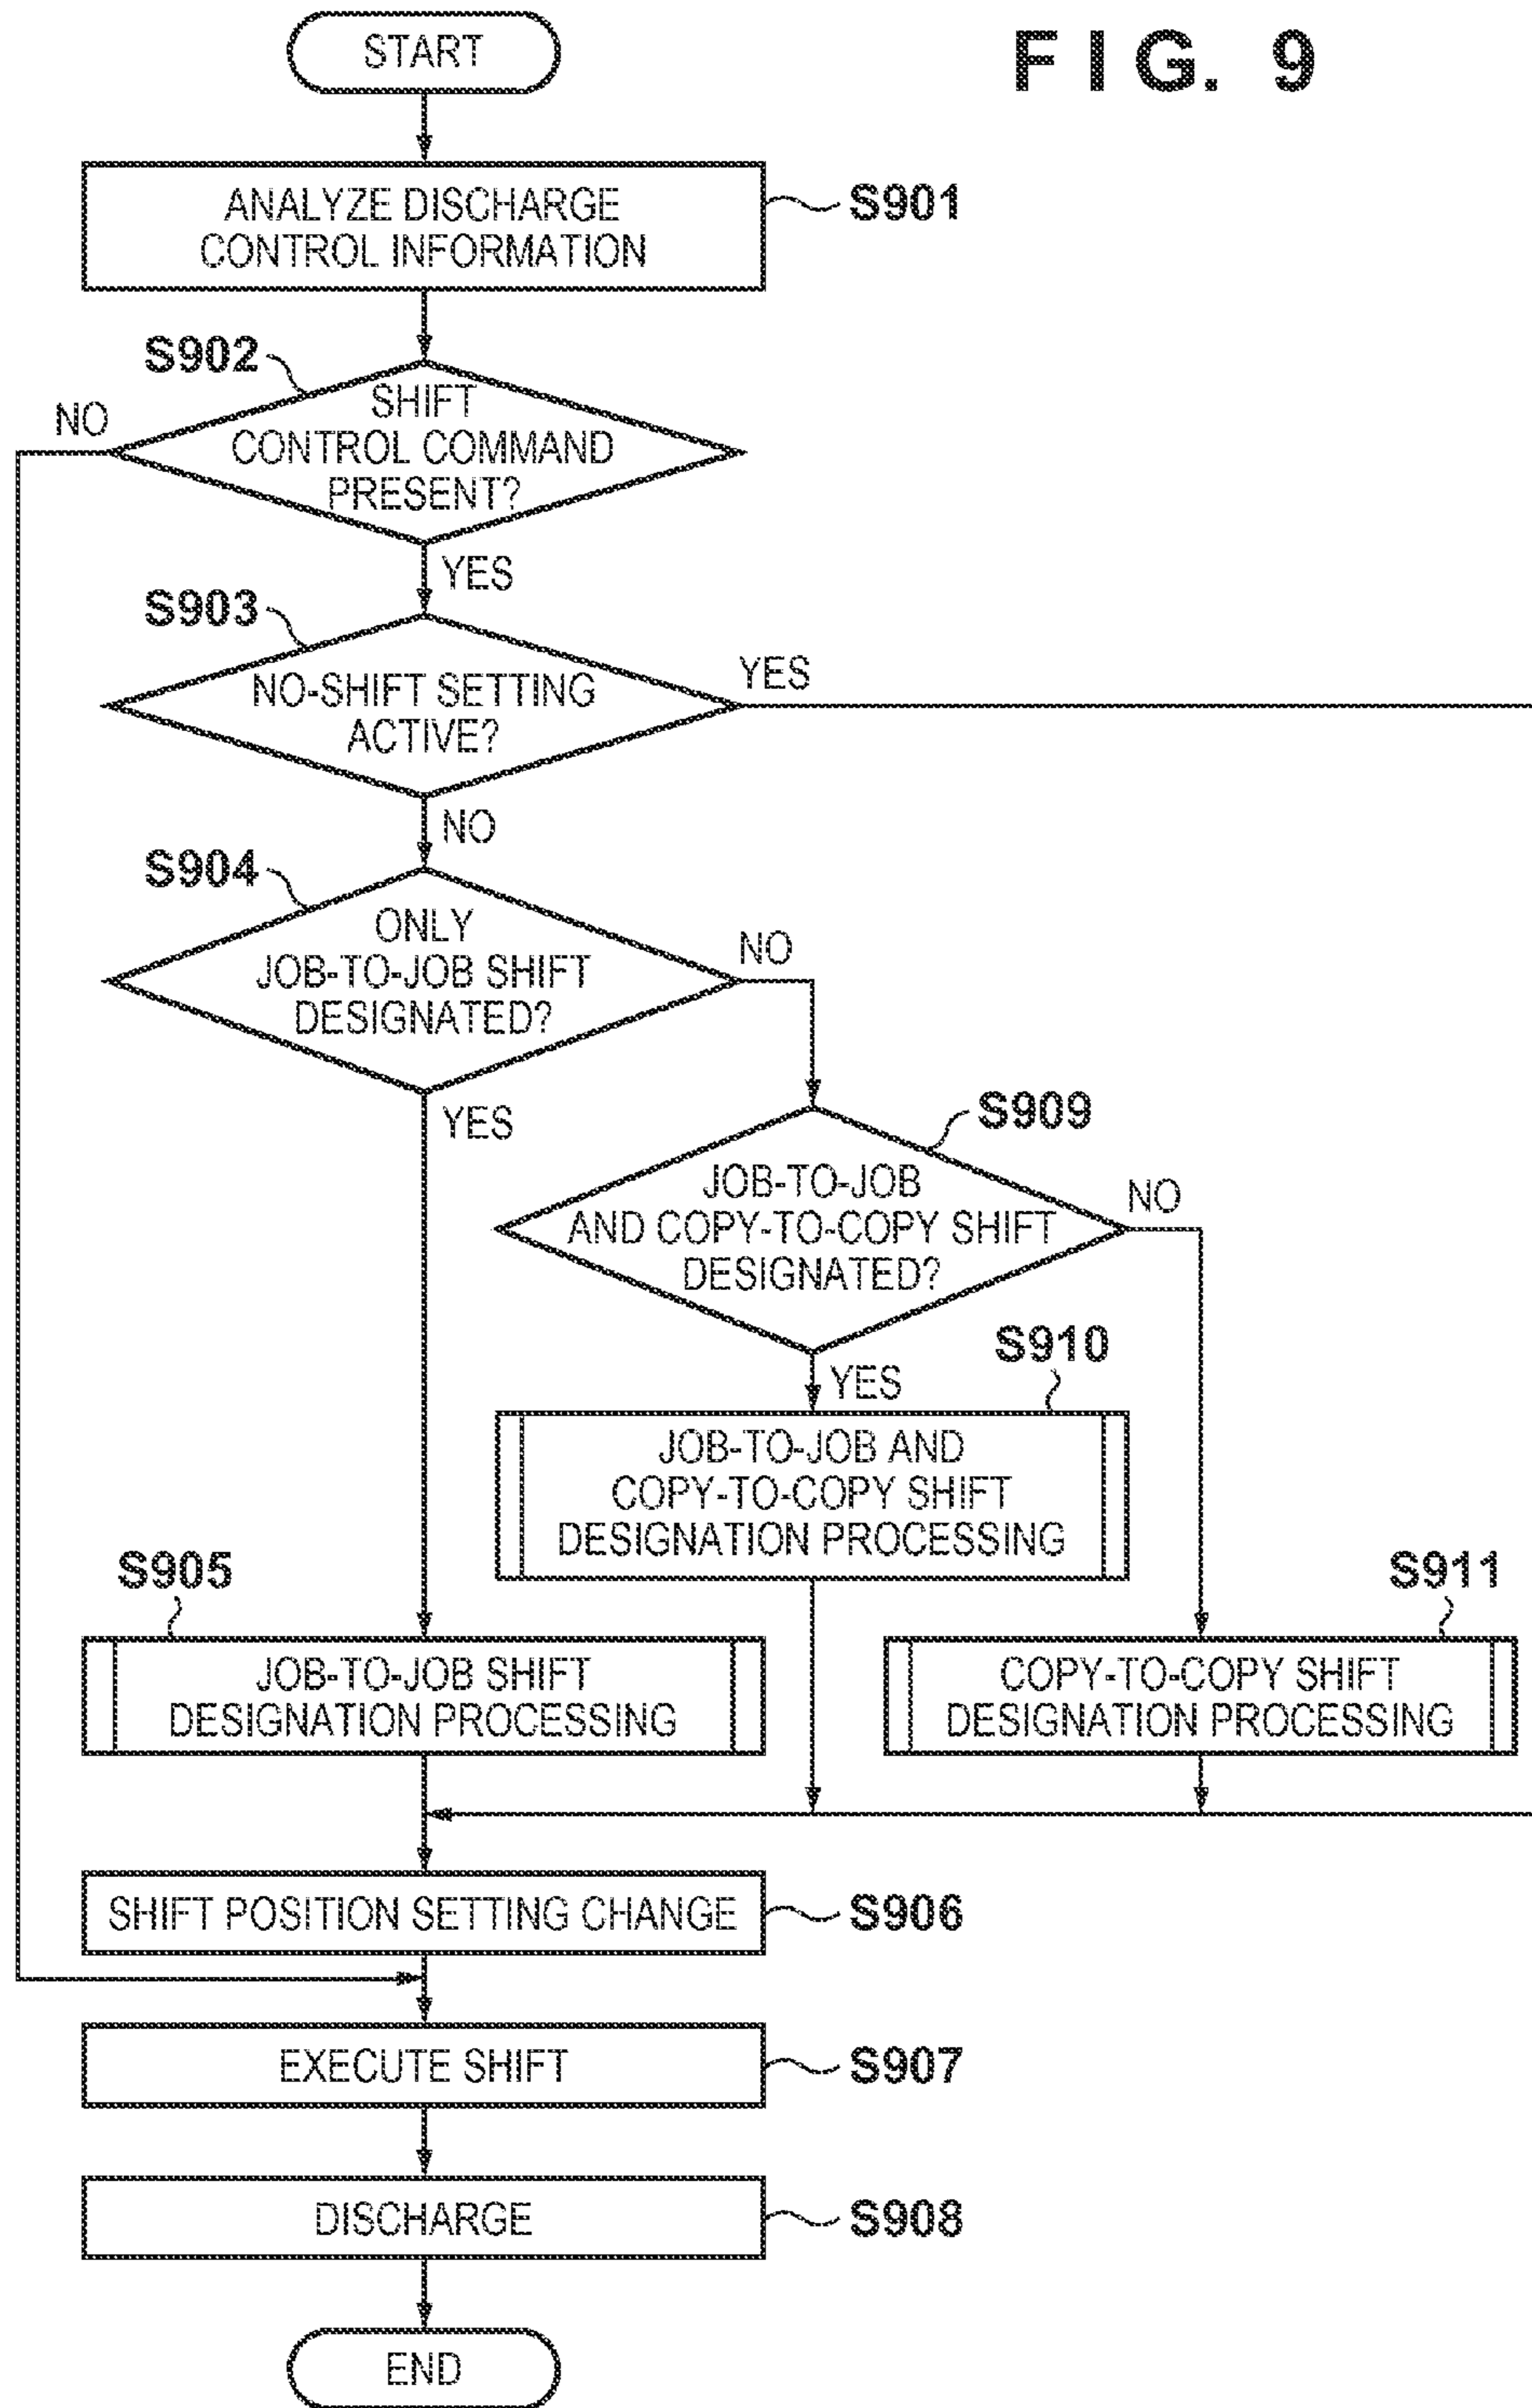 FIG. 9
START
ANALYZE DISCHARGE
CONTROL INFORMATION
S901
S902
SHIFT
CONTROL COMMAND
PRESENT?
NO
YES
S903
NO-SHIFT SETTING
ACTIVE?
YES
NO
S904
ONLY
JOB-TO-JOB SHIFT
DESIGNATED?
NO
YES
S909
JOB-TO-JOB
AND COPY-TO-COPY SHIFT
DESIGNATED?
NO
YES
S910
JOB-TO-JOB AND
COPY-TO-COPY SHIFT
DESIGNATION PROCESSING
S905
JOB-TO-JOB SHIFT
DESIGNATION PROCESSING
S911
COPY-TO-COPY SHIFT
DESIGNATION PROCESSING
SHIFT POSITION SETTING CHANGE
S906
EXECUTE SHIFT
S907
DISCHARGE
S908
END